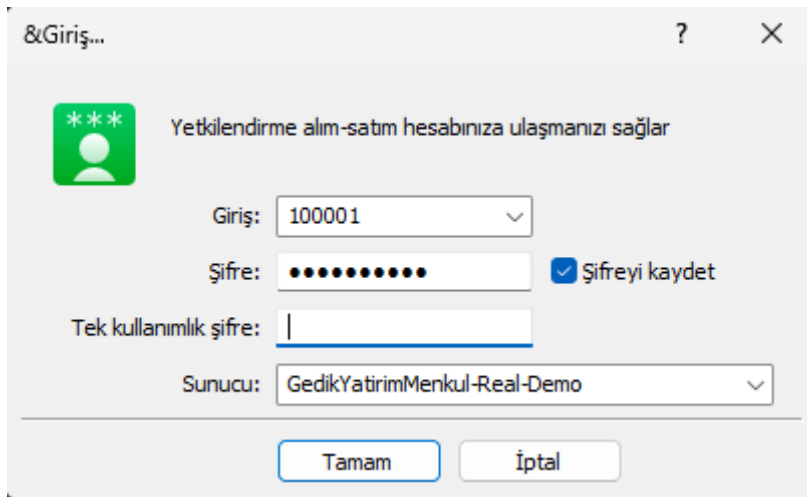 &Giriş...
***
Yetkilendirme alım-satım hesabınıza ulaşmanızı sağlar
Giriş: 100001
Şifre: ●●●●●●●●●● Şifreyi kaydet
Tek kullanımlık şifre:
Sunucu: GedikYatirimMenkul-Real-Demo
Tamam İptal